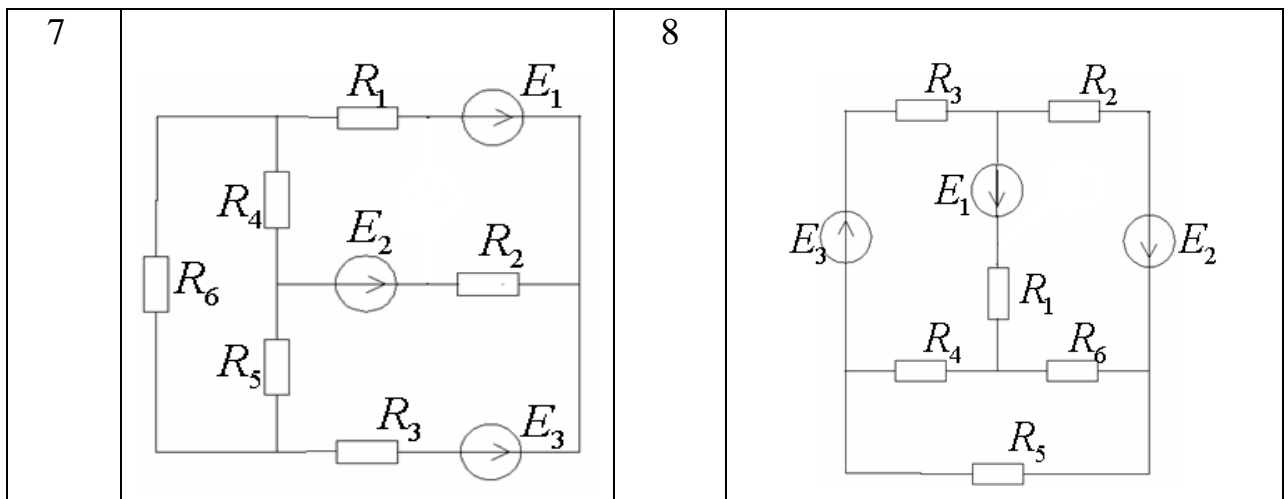 7
R₁ E₁
R₄
E₂ R₂
R₆
R₅
R₃ E₃
8
R₃ R₂
E₁
E₃ E₂
R₁
R₄ R₆
R₅